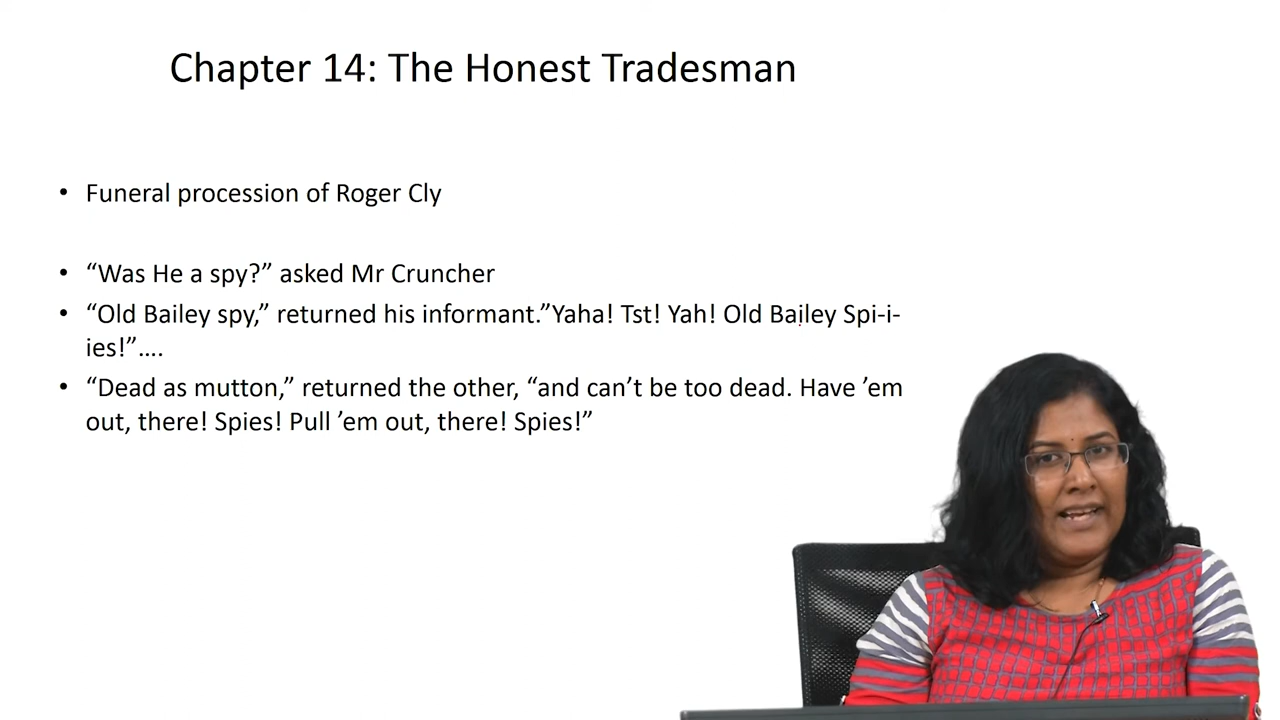 Chapter 14: The Honest Tradesman
• Funeral procession of Roger Cly
• “Was He a spy?” asked Mr Cruncher
• “Old Bailey spy,” returned his informant.”Yaha! Tst! Yah! Old Bailey Spi-i-
ies!”….
• “Dead as mutton,” returned the other, “and can’t be too dead. Have ’em
out, there! Spies! Pull ’em out, there! Spies!”